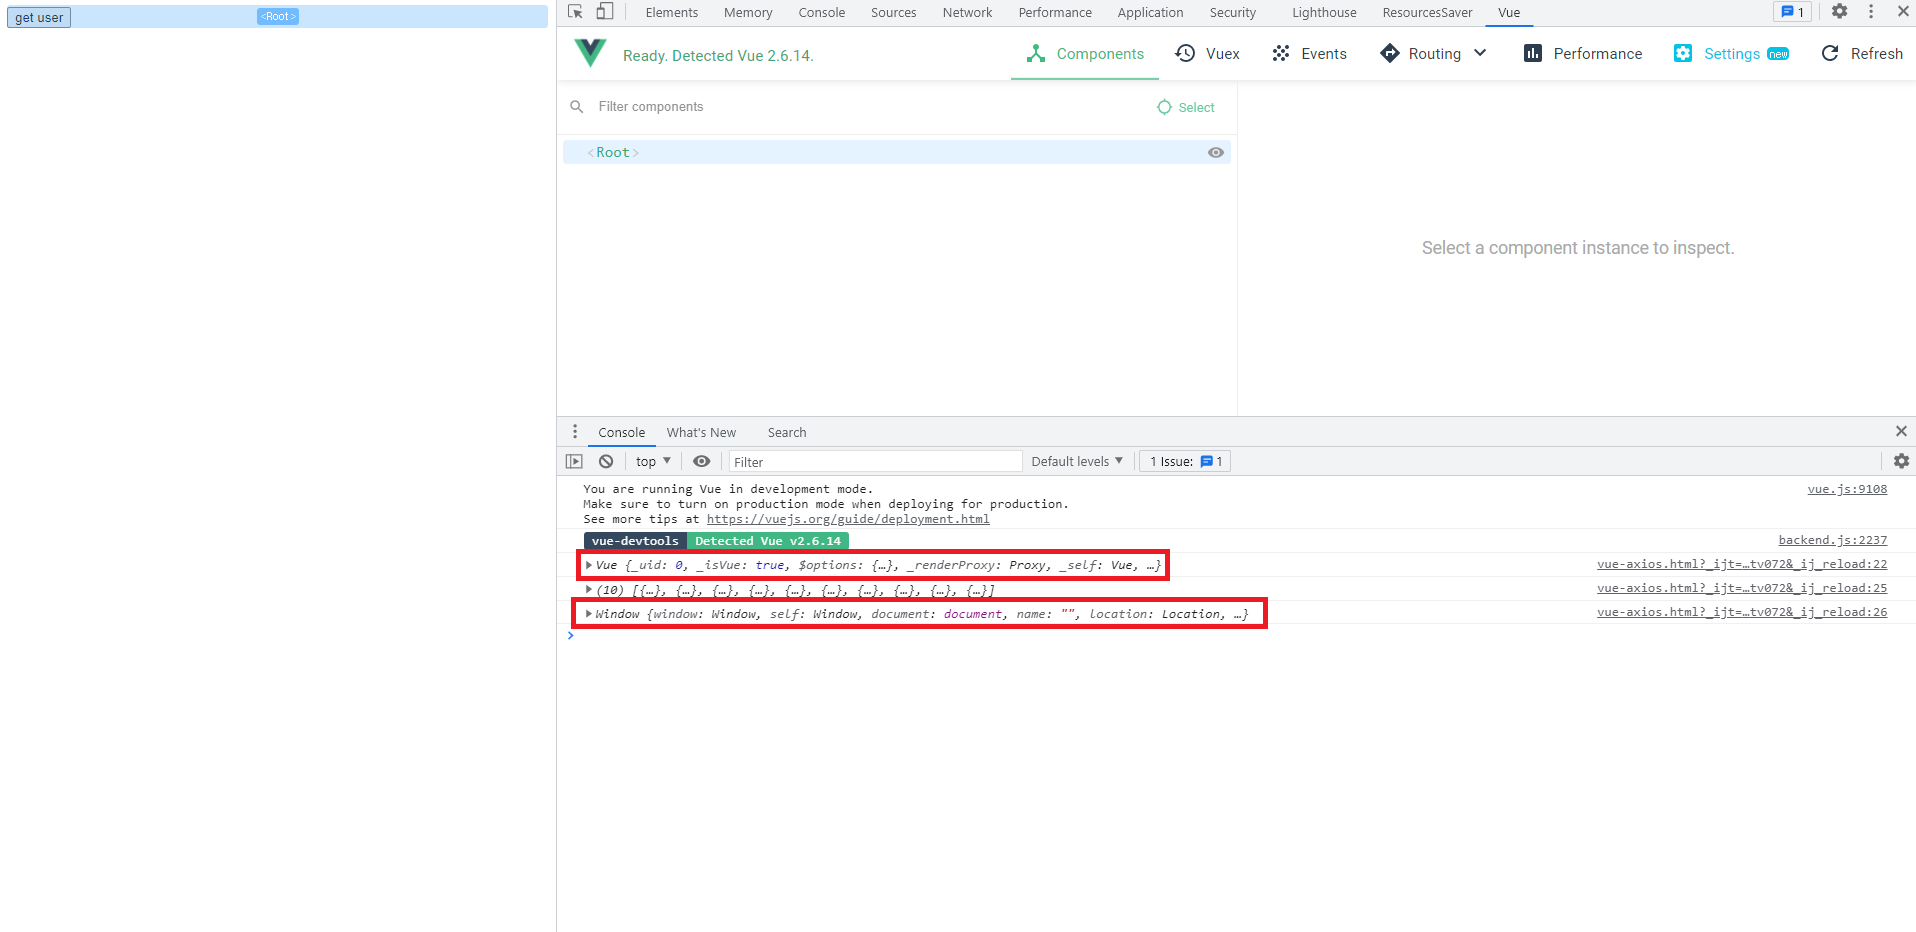 get user
<Root>
Elements Memory Console Sources Network Performance Application Security Lighthouse ResourcesSaver Vue 1
Ready. Detected Vue 2.6.14.
Components Vuex Events Routing Performance Settings new Refresh
Filter components
Select
<Root>
Select a component instance to inspect.
Console What's New Search
top Filter Default levels 1 Issue: 1
You are running Vue in development mode. vue.js:9108
Make sure to turn on production mode when deploying for production.
See more tips at https://vuejs.org/guide/deployment.html
vue-devtools Detected Vue v2.6.14 backend.js:2237
Vue {_uid: 0, _isVue: true, $options: {…}, _renderProxy: Proxy, _self: Vue, …} vue-axios.html?_ijt=…tv072&_ij_reload:22
(10) [{…}, {…}, {…}, {…}, {…}, {…}, {…}, {…}, {…}, {…}] vue-axios.html?_ijt=…tv072&_ij_reload:25
Window {window: Window, self: Window, document: document, name: "", location: Location, …} vue-axios.html?_ijt=…tv072&_ij_reload:26